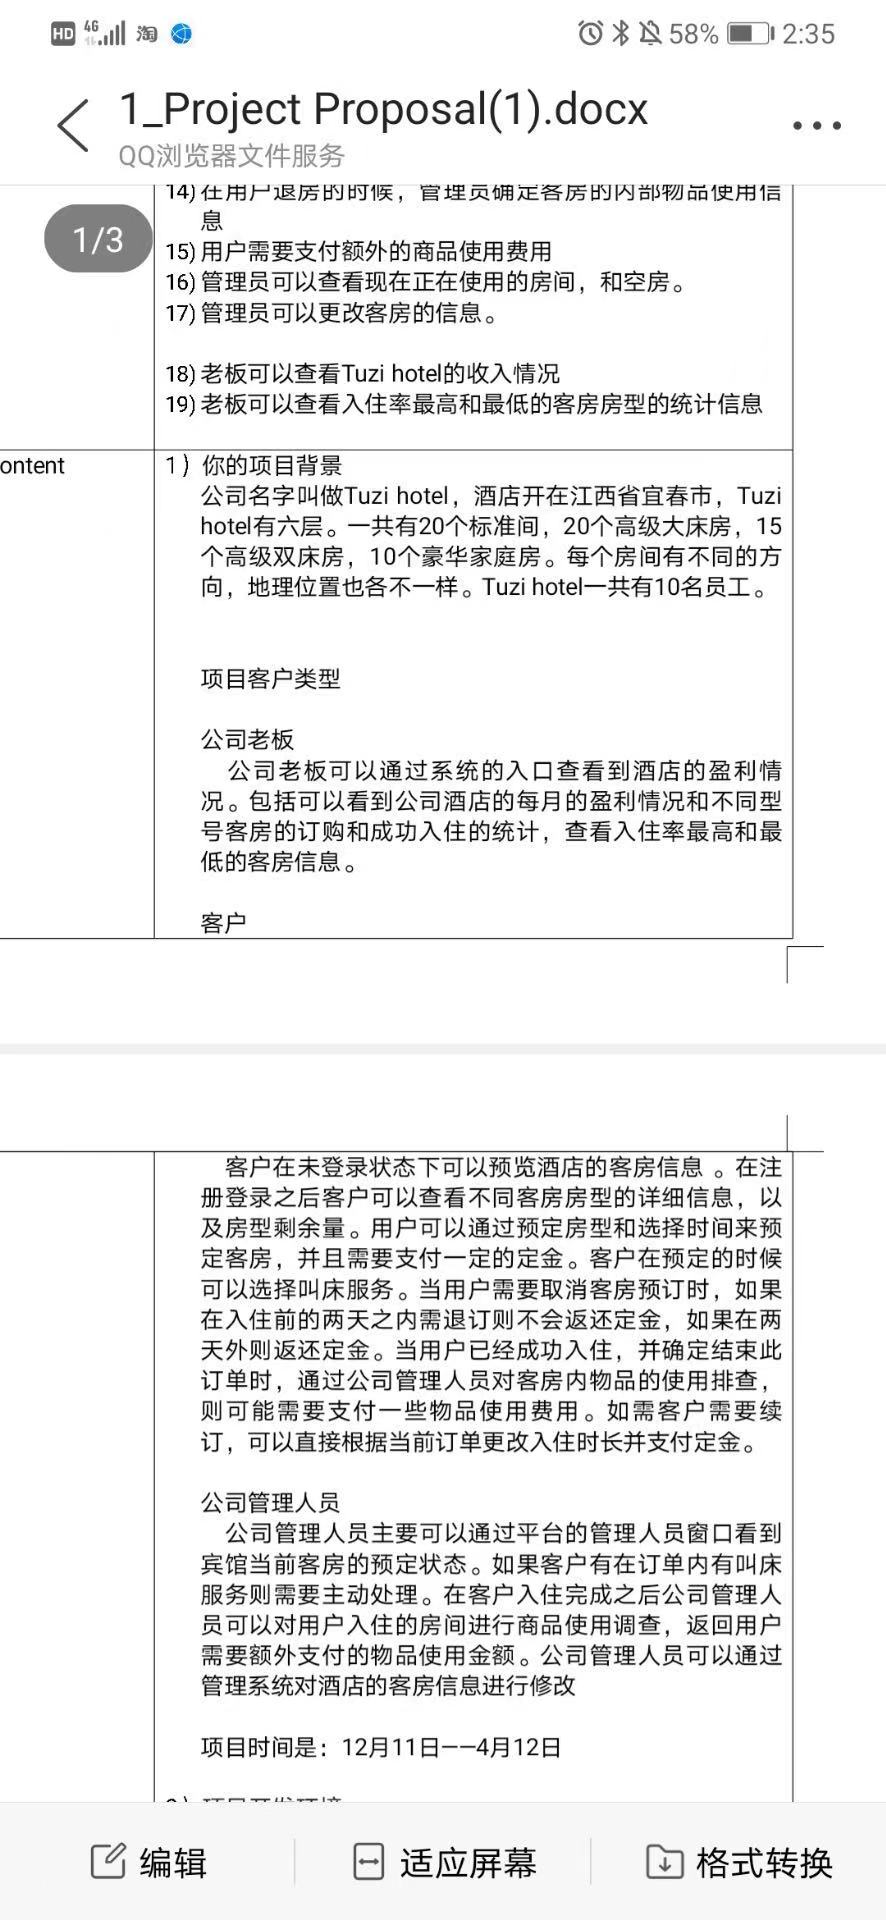 HD 4G 淘 58% 2:35
1_Project Proposal(1).docx
QQ浏览器文件服务
1/3
14)在用户退房的时候，管理员确定客房的内部物品使用信
息
15)用户需要支付额外的商品使用费用
16)管理员可以查看现在正在使用的房间，和空房。
17)管理员可以更改客房的信息。
18)老板可以查看Tuzi hotel的收入情况
19)老板可以查看入住率最高和最低的客房房型的统计信息
ontent
1）你的项目背景
公司名字叫做Tuzi hotel，酒店开在江西省宜春市，Tuzi
hotel有六层。一共有20个标准间，20个高级大床房，15
个高级双床房，10个豪华家庭房。每个房间有不同的方
向，地理位置也各不一样。Tuzi hotel一共有10名员工。
项目客户类型
公司老板
公司老板可以通过系统的入口查看到酒店的盈利情
况。包括可以看到公司酒店的每月的盈利情况和不同型
号客房的订购和成功入住的统计，查看入住率最高和最
低的客房信息。
客户
客户在未登录状态下可以预览酒店的客房信息 。在注
册登录之后客户可以查看不同客房房型的详细信息，以
及房型剩余量。用户可以通过预定房型和选择时间来预
定客房，并且需要支付一定的定金。客户在预定的时候
可以选择叫床服务。当用户需要取消客房预订时，如果
在入住前的两天之内需退订则不会返还定金，如果在两
天外则返还定金。当用户已经成功入住，并确定结束此
订单时，通过公司管理人员对客房内物品的使用排查，
则可能需要支付一些物品使用费用。如需客户需要续
订，可以直接根据当前订单更改入住时长并支付定金。
公司管理人员
公司管理人员主要可以通过平台的管理人员窗口看到
宾馆当前客房的预定状态。如果客户有在订单内有叫床
服务则需要主动处理。在客户入住完成之后公司管理人
员可以对用户入住的房间进行商品使用调查，返回用户
需要额外支付的物品使用金额。公司管理人员可以通过
管理系统对酒店的客房信息进行修改
项目时间是：12月11日——4月12日
编辑
适应屏幕
格式转换